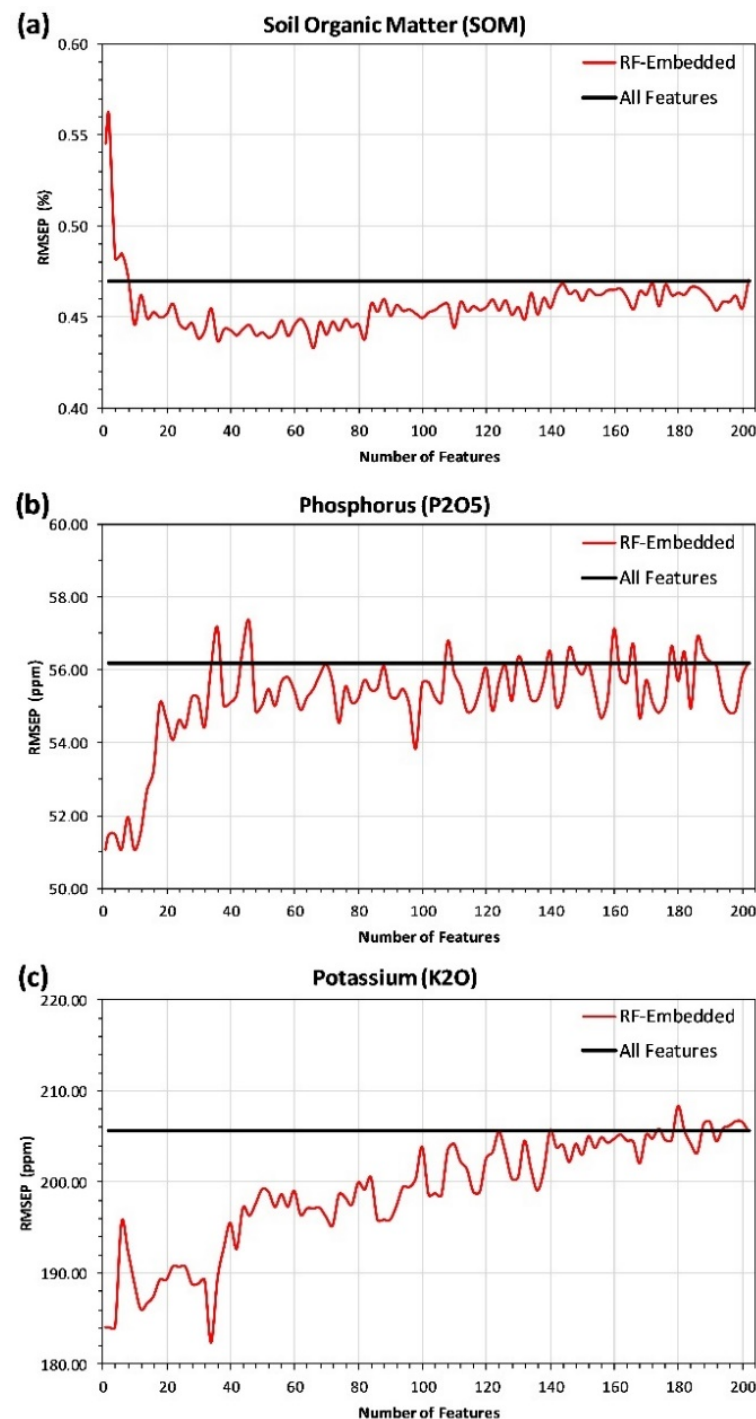 (a)
Soil Organic Matter (SOM)
RF-Embedded
All Features
0.60
0.55
0.50
0.45
0.40
RMSEP (%)
0 20 40 60 80 100 120 140 160 180 200
Number of Features
(b)
Phosphorus (P2O5)
RF-Embedded
All Features
60.00
58.00
56.00
54.00
52.00
50.00
RMSEP (ppm)
0 20 40 60 80 100 120 140 160 180 200
Number of Features
(c)
Potassium (K2O)
RF-Embedded
All Features
220.00
210.00
200.00
190.00
180.00
RMSEP (ppm)
0 20 40 60 80 100 120 140 160 180 200
Number of Features